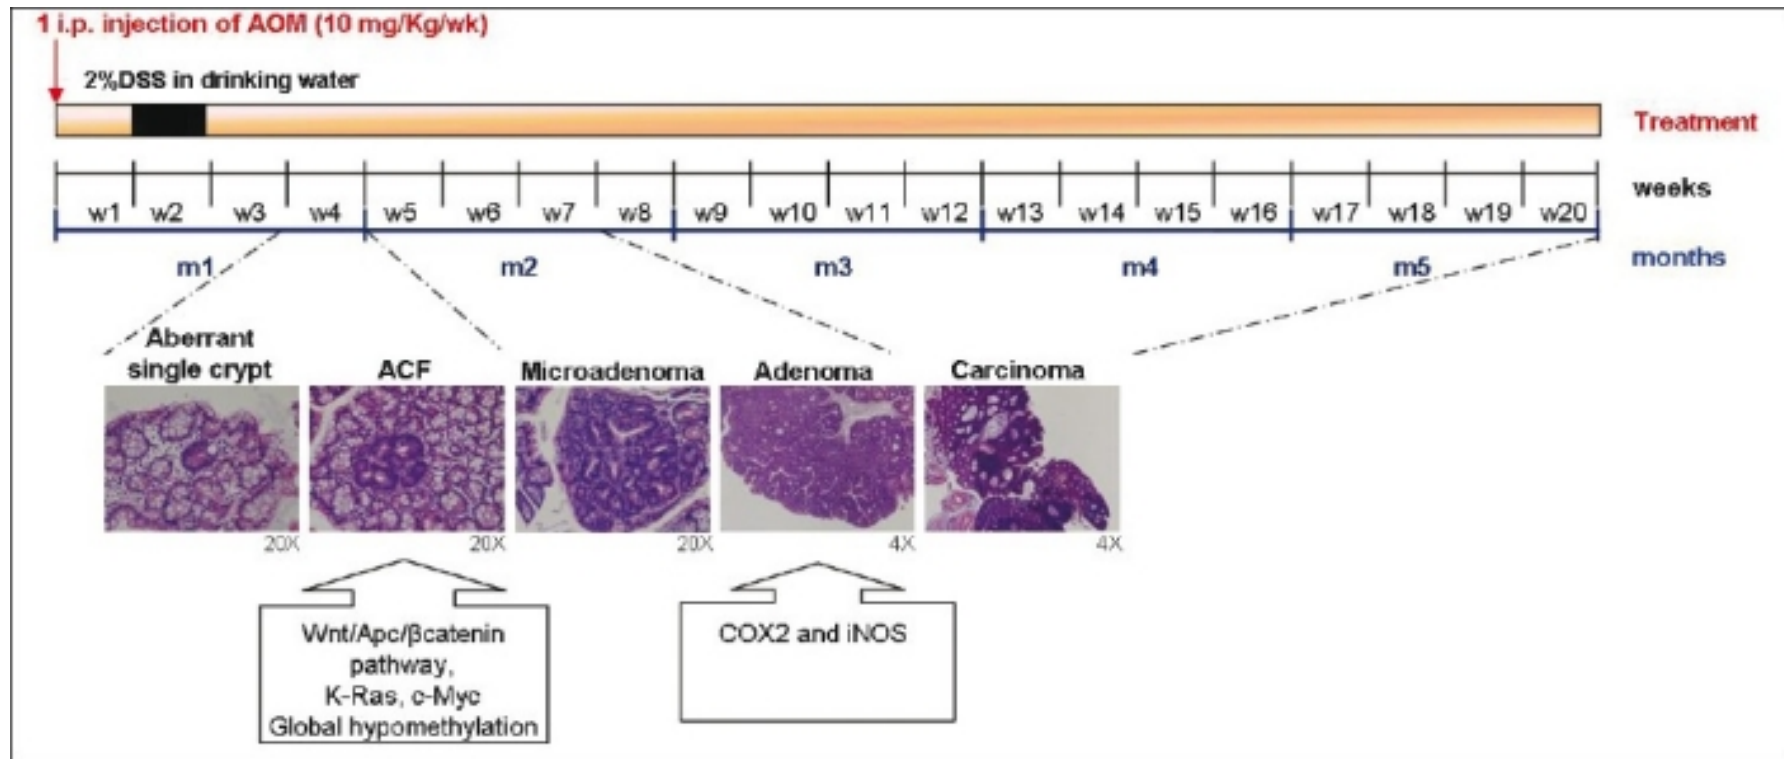 1 i.p. injection of AOM (10 mg/Kg/wk)
2%DSS in drinking water
Treatment
w1 w2 w3 w4 w5 w6 w7 w8 w9 w10 w11 w12 w13 w14 w15 w16 w17 w18 w19 w20
weeks
m1 m2 m3 m4 m5
months
Aberrant
single crypt
ACF
Microadenoma
Adenoma
Carcinoma
20X
20X
20X
4X
4X
Wnt/Apc/βcatenin
pathway,
K-Ras, c-Myc
Global hypomethylation
COX2 and iNOS